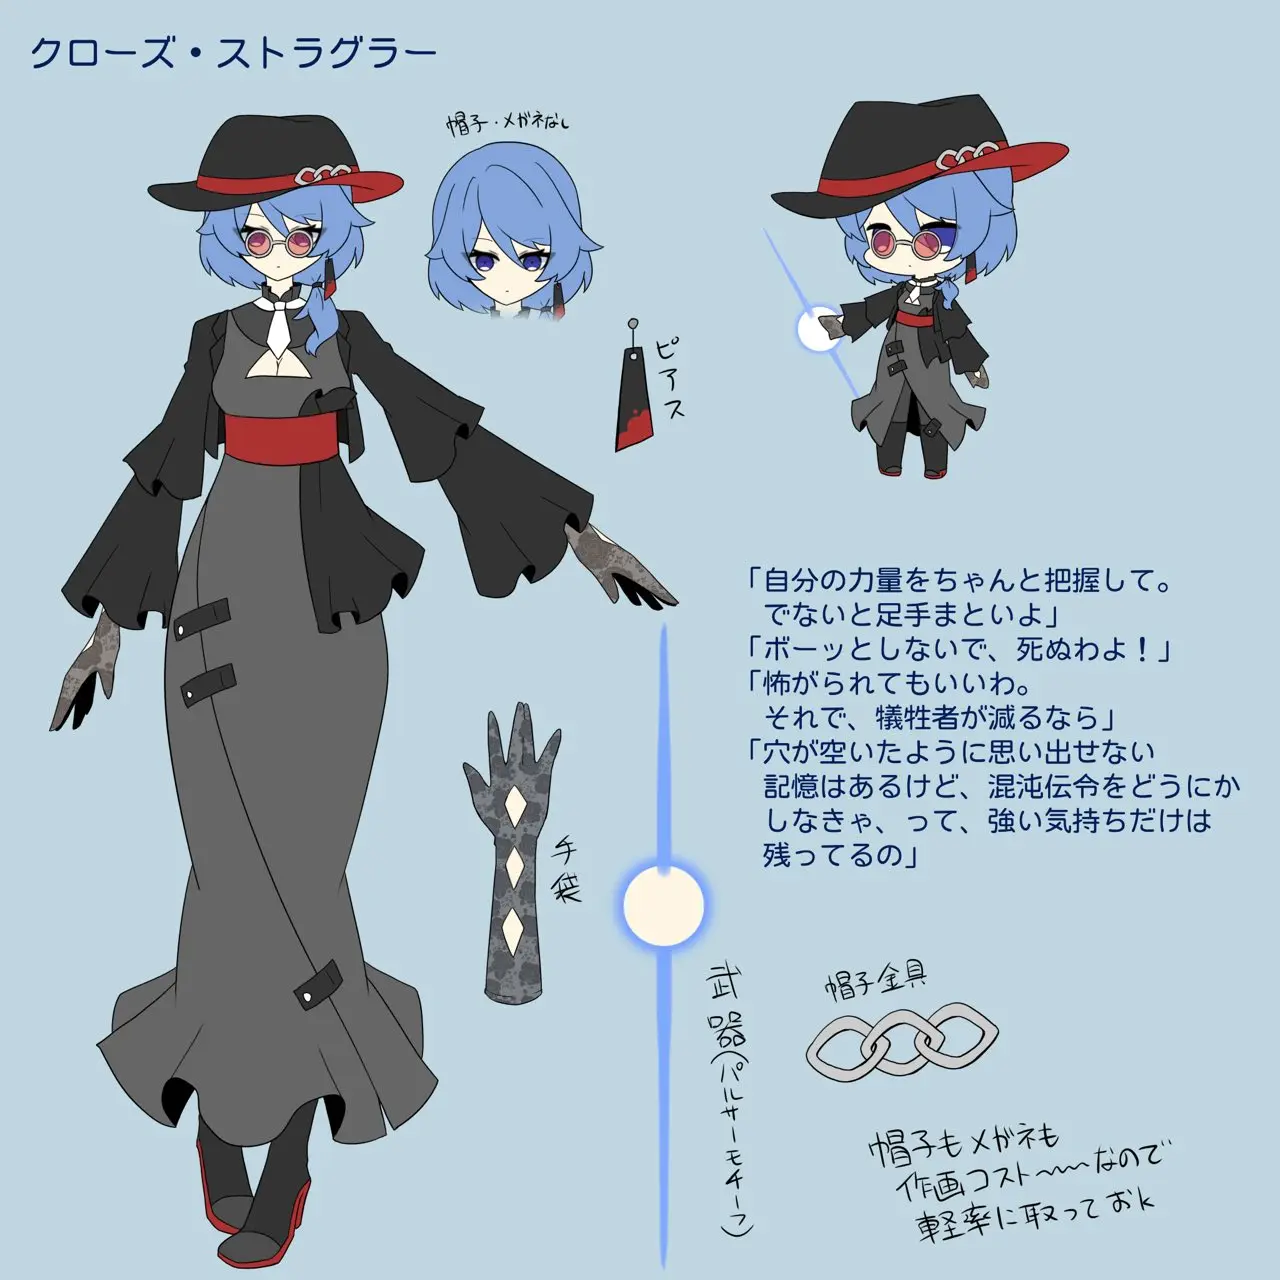 クローズ・ストラグラー
帽子・メガネなし
ピアス
「自分の力量をちゃんと把握して。
でないと足手まといよ」
「ボーッとしないで、死ぬわよ！」
「怖がられてもいいわ。
それで、犠牲者が減るなら」
「穴が空いたように思い出せない
記憶はあるけど、混沌伝令をどうにか
しなきゃ、って、強い気持ちだけは
残ってるの」
手袋
武器(パルサーモチーフ)
帽子金具
帽子もメガネも
作画コスト〜〜なので
軽率に取っておk